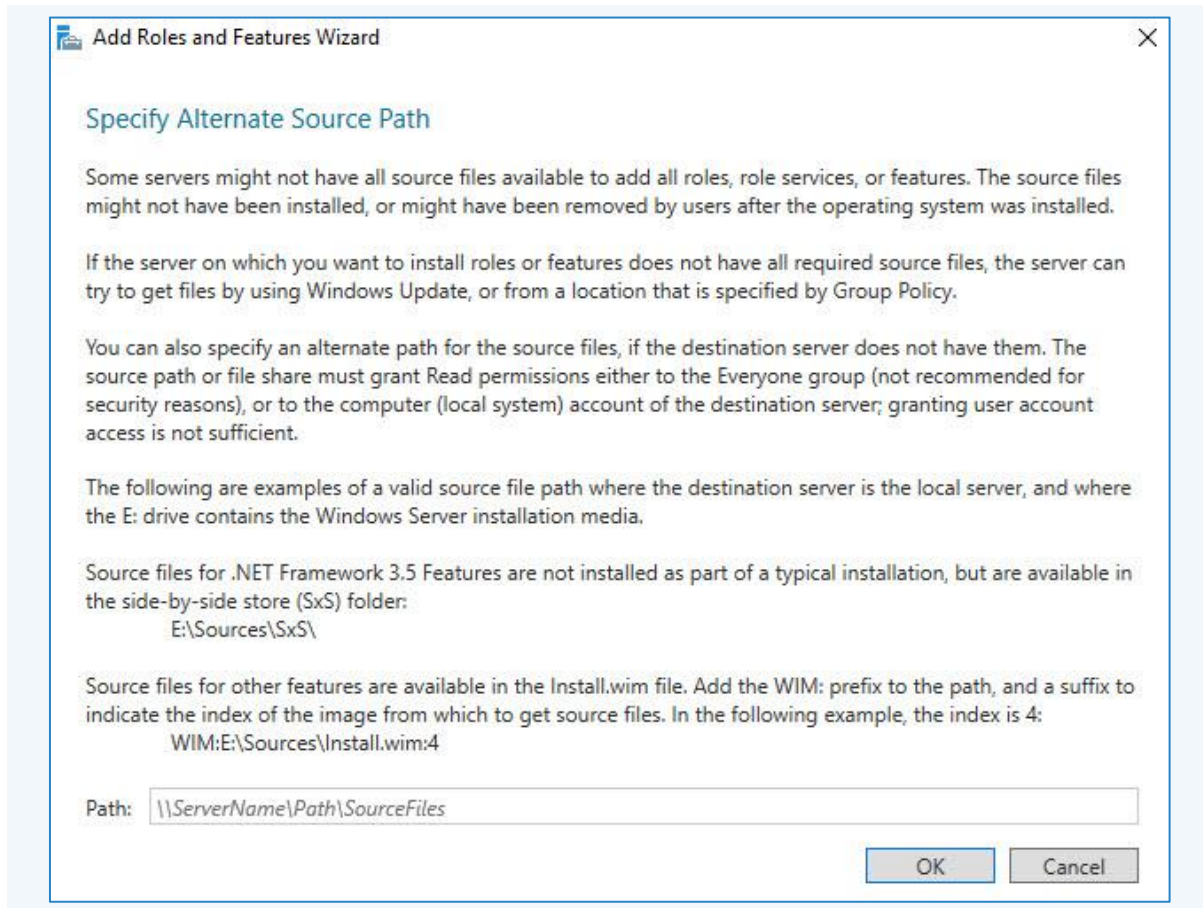 Add Roles and Features Wizard
Specify Alternate Source Path
Some servers might not have all source files available to add all roles, role services, or features. The source files
might not have been installed, or might have been removed by users after the operating system was installed.
If the server on which you want to install roles or features does not have all required source files, the server can
try to get files by using Windows Update, or from a location that is specified by Group Policy.
You can also specify an alternate path for the source files, if the destination server does not have them. The
source path or file share must grant Read permissions either to the Everyone group (not recommended for
security reasons), or to the computer (local system) account of the destination server; granting user account
access is not sufficient.
The following are examples of a valid source file path where the destination server is the local server, and where
the E: drive contains the Windows Server installation media.
Source files for .NET Framework 3.5 Features are not installed as part of a typical installation, but are available in
the side-by-side store (SxS) folder:
E:\Sources\SxS\
Source files for other features are available in the Install.wim file. Add the WIM: prefix to the path, and a suffix to
indicate the index of the image from which to get source files. In the following example, the index is 4:
WIM:E:\Sources\Install.wim:4
Path: \\ServerName\Path\SourceFiles
OK Cancel